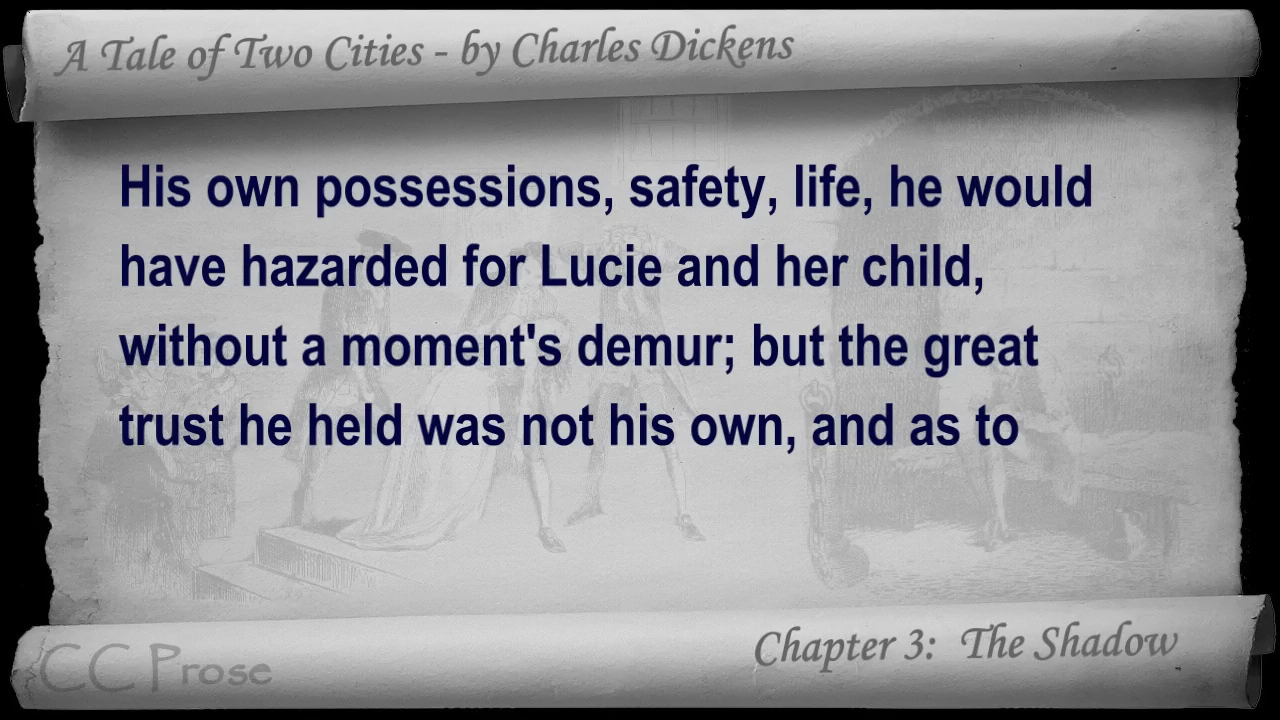 A Tale of Two Cities - by Charles Dickens
His own possessions, safety, life, he would
have hazarded for Lucie and her child,
without a moment's demur; but the great
trust he held was not his own, and as to
Chapter 3: The Shadow
CC Prose